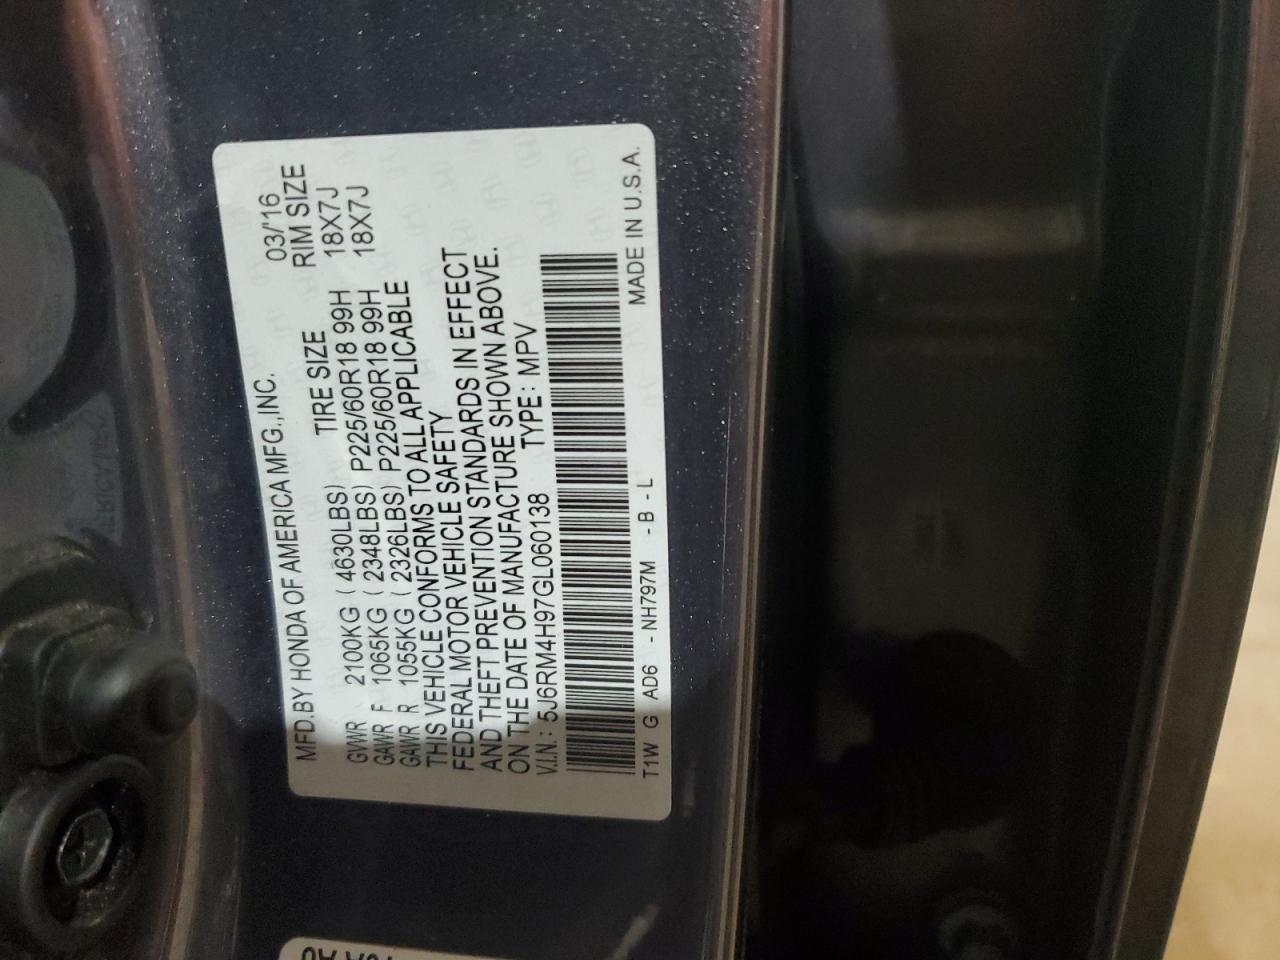 MFD.BY HONDA OF AMERICA MFG.,INC. 03/'16
TIRE SIZE RIM SIZE
GVWR 2100KG (4630LBS)
GAWR F 1065KG (2348LBS) P225/60R18 99H 18X7J
GAWR R 1055KG (2326LBS) P225/60R18 99H 18X7J
THIS VEHICLE CONFORMS TO ALL APPLICABLE
FEDERAL MOTOR VEHICLE SAFETY
AND THEFT PREVENTION STANDARDS IN EFFECT
ON THE DATE OF MANUFACTURE SHOWN ABOVE.
V.I.N.: 5J6RM4H97GL060138 TYPE: MPV
T1W G AD6 - NH797M - B - L MADE IN U.S.A.